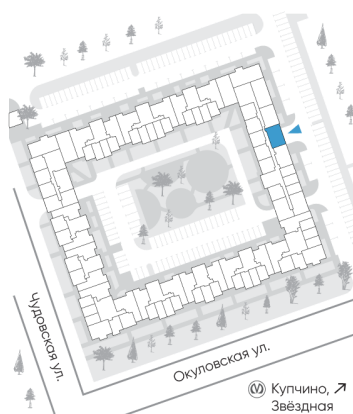 Чудовская ул.
Окуловская ул.
М Купчино, ↗
Звёздная